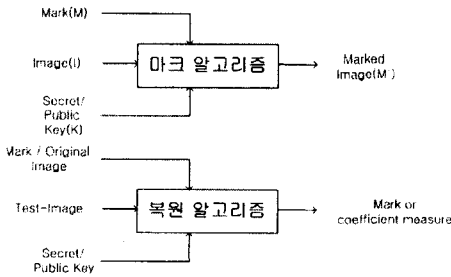 Mark(M)
Image(I)
마크 알고리즘
Marked
Image(M')
Secret/
Public
Key(K)
Mark / Original
Image
Test-Image
복원 알고리즘
Mark or
coefficient measure
Secret/
Public Key